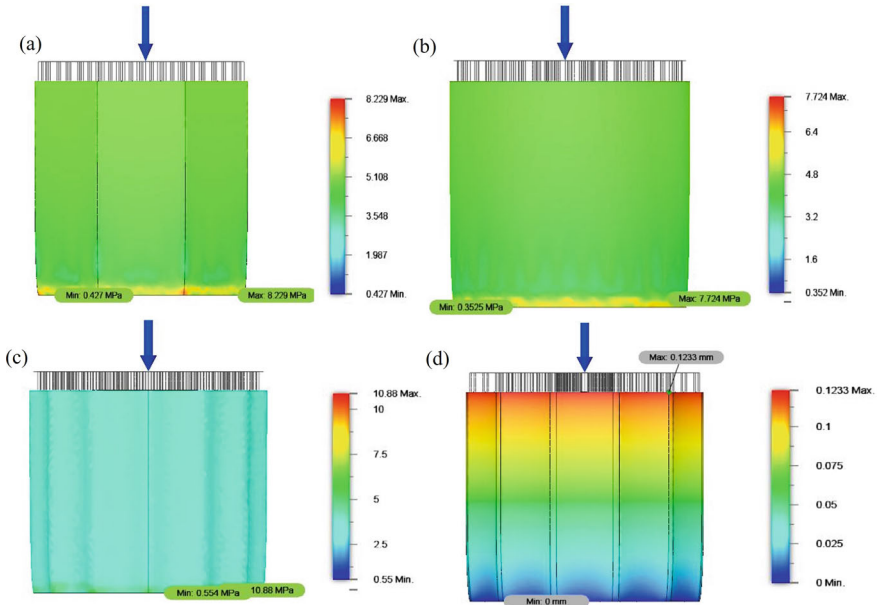 (a)
8.229 Max.
6.668
5.108
3.548
1.987
0.427 Min.
Min: 0.427 MPa
Max: 8.229 MPa
(b)
7.724 Max.
6.4
4.8
3.2
1.6
0.352 Min.
Min: 0.3525 MPa
Max: 7.724 MPa
(c)
10.88 Max.
10
7.5
5
2.5
0.55 Min.
Min: 0.554 MPa
10.88 MPa
(d)
Max: 0.1233 mm
0.1233 Max.
0.1
0.075
0.05
0.025
0 Min.
Min: 0 mm